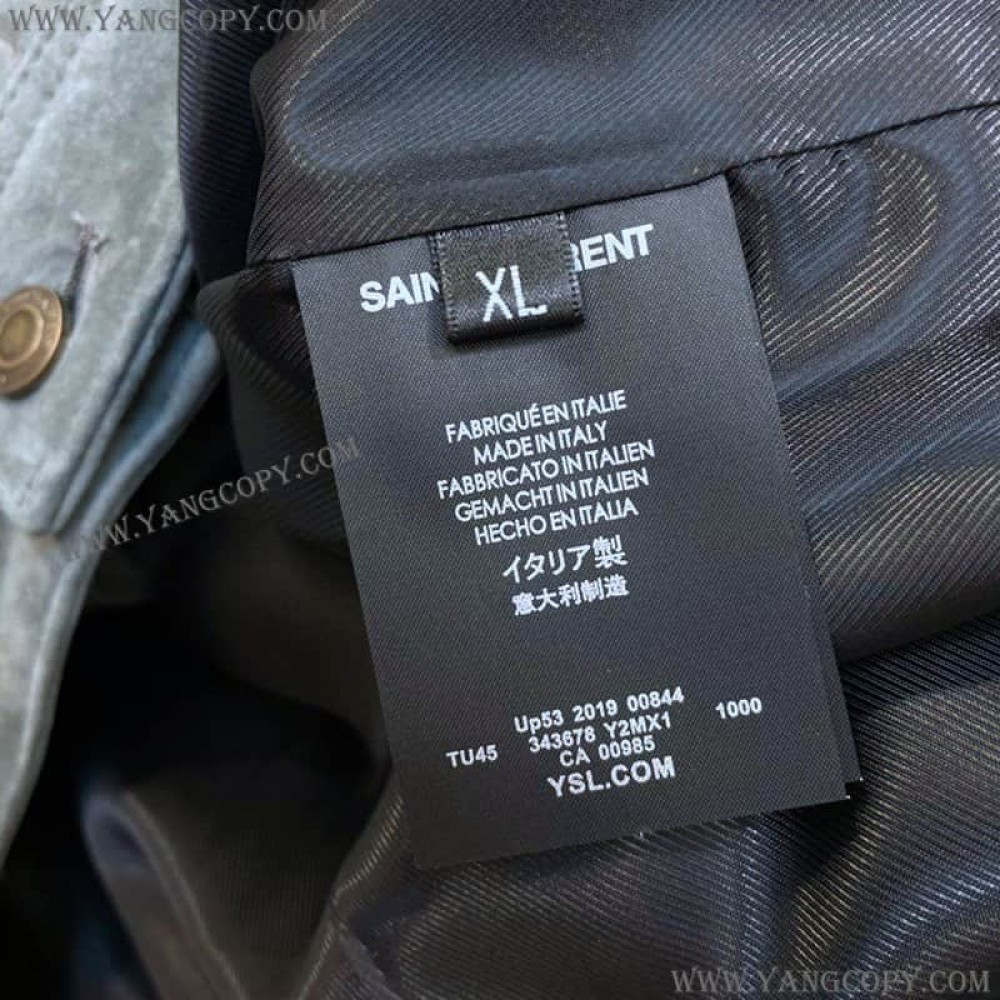 WWW.YANGCOPY.COM
SAIN RENT
XL
FABRIQUÉ EN ITALIE
MADE IN ITALY
FABBRICATO IN ITALIEN
GEMACHT IN ITALIEN
HECHO EN ITALIA
イタリア製
意大利制造
Up53 2019 00844
TU45 343678 Y2MX1 1000
CA 00985
YSL.COM
WWW.YANGCOPY.COM
WWW.YANGCOPY.COM